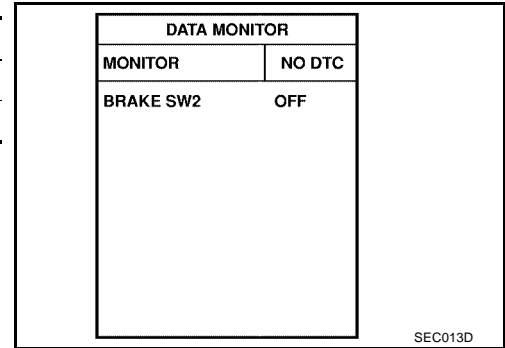 DATA MONITOR
MONITOR NO DTC
BRAKE SW2 OFF
SEC013D